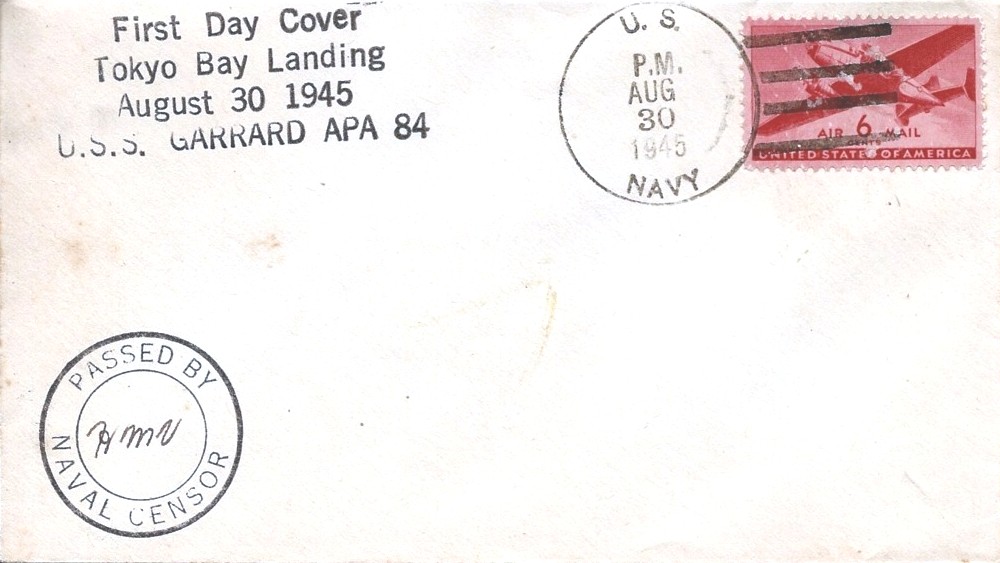 First Day Cover
Tokyo Bay Landing
August 30 1945
U.S.S. GARRARD APA 84
U. S.
P.M.
AUG
30
1945
NAVY
AIR 6 MAIL
CENTS
UNITED STATES OF AMERICA
PASSED BY
NAVAL CENSOR